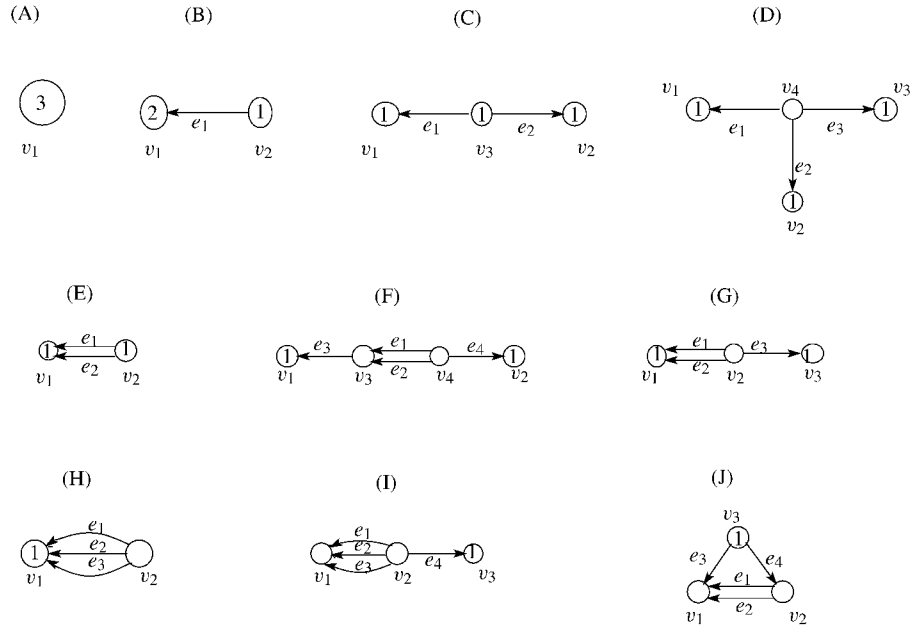 (A) (B) (C) (D)
v₁ v₄ v₃
3 2 e₁ 1 1 e₁ 1 e₂ 1 1 e₁ e₃ 1
v₁ v₁ v₂ v₁ v₃ v₂
e₂
1
v₂
(E) (F) (G)
1 e₁ e₂ 1 1 e₃ e₁ e₂ e₄ 1 1 e₁ e₂ e₃ 1
v₁ v₂ v₁ v₃ v₄ v₂ v₁ v₂ v₃
(H) (I) (J)
v₃
1
e₁ e₁ e₃ e₄
1 e₂ e₂ e₄ 1 e₁
e₃ e₃ e₂
v₁ v₂ v₁ v₂ v₃ v₁ v₂